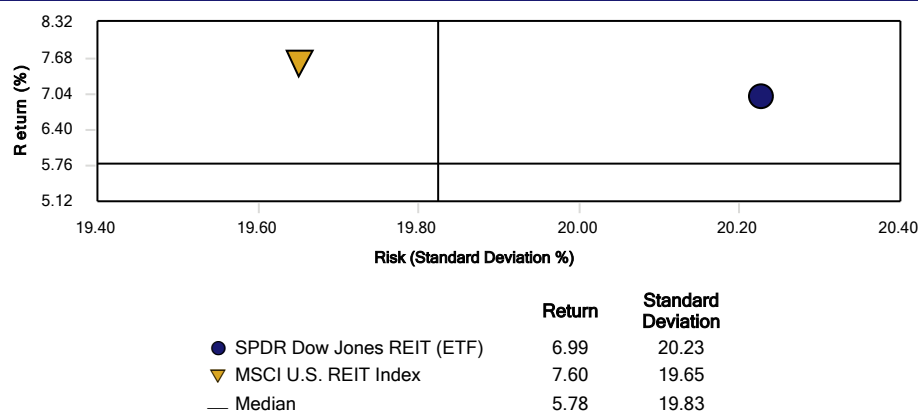 8.32
7.68
7.04
6.40
5.76
5.12
Return (%)
19.40 19.60 19.80 20.00 20.20 20.40
Risk (Standard Deviation %)
Return Standard Deviation
SPDR Dow Jones REIT (ETF) 6.99 20.23
MSCI U.S. REIT Index 7.60 19.65
Median 5.78 19.83